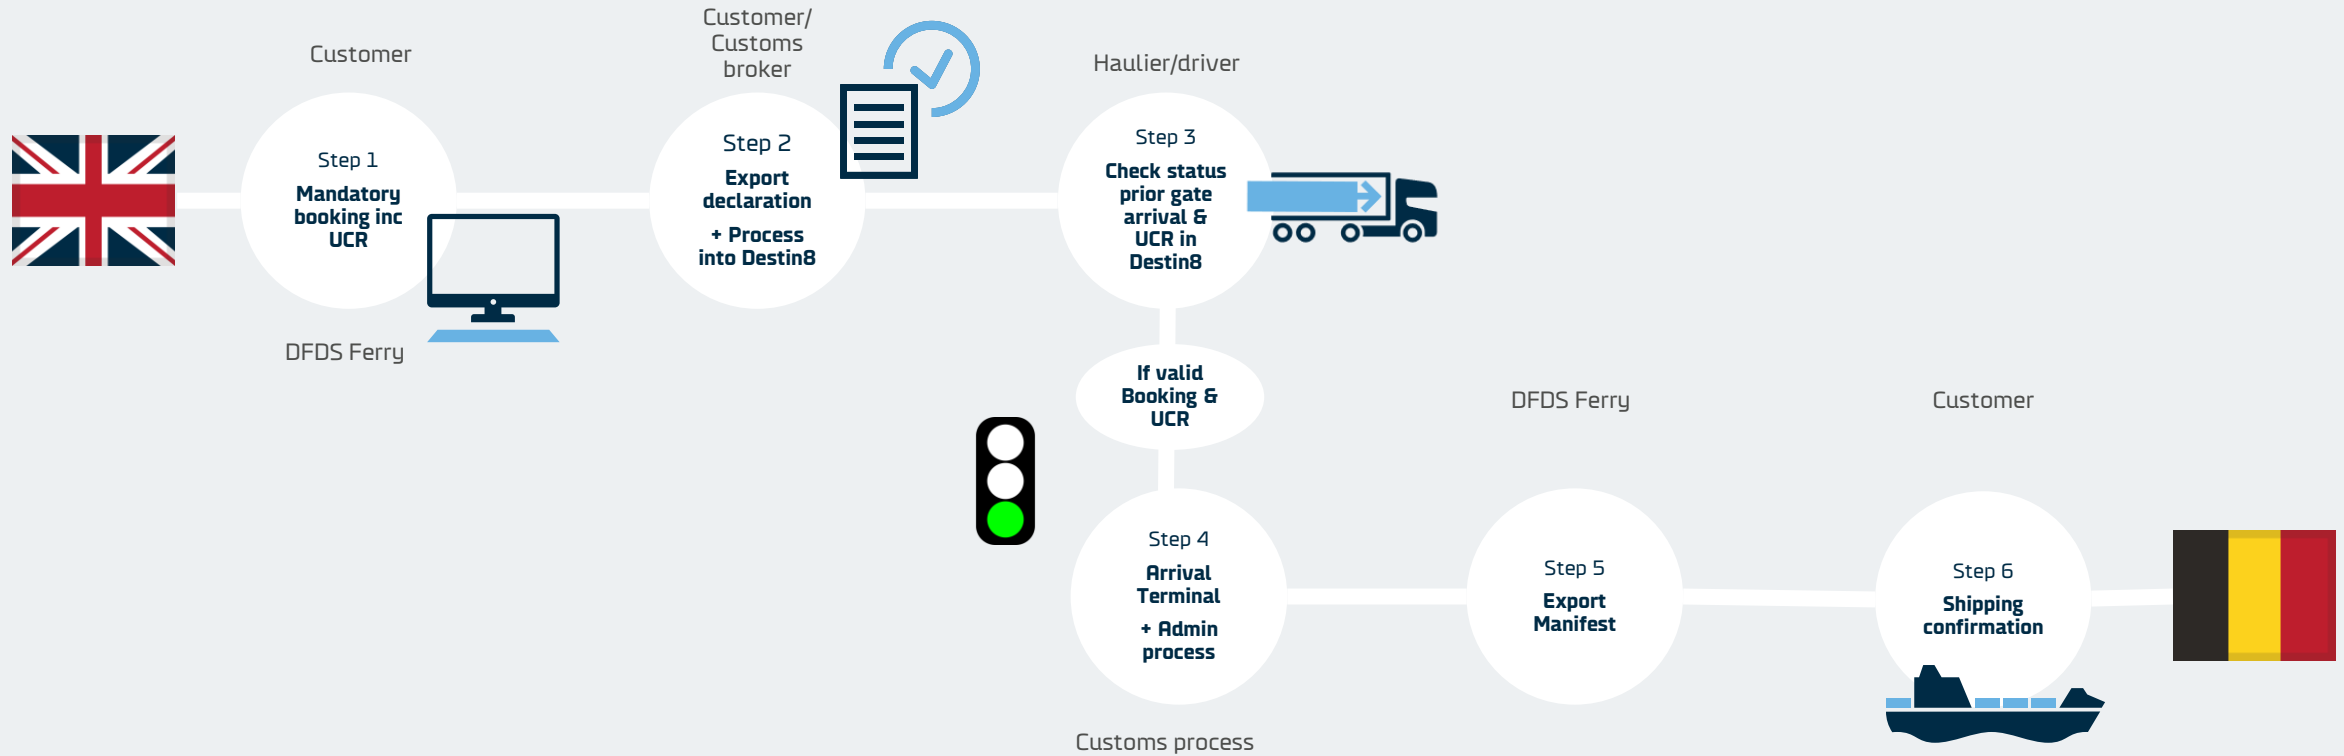 Customer
Step 1
Mandatory
booking inc
UCR
DFDS Ferry
Customer/
Customs
broker
Step 2
Export
declaration
+ Process
into Destin8
Haulier/driver
Step 3
Check status
prior gate
arrival &
UCR in
Destin8
If valid
Booking &
UCR
Step 4
Arrival
Terminal
+ Admin
process
Customs process
DFDS Ferry
Step 5
Export
Manifest
Customer
Step 6
Shipping
confirmation